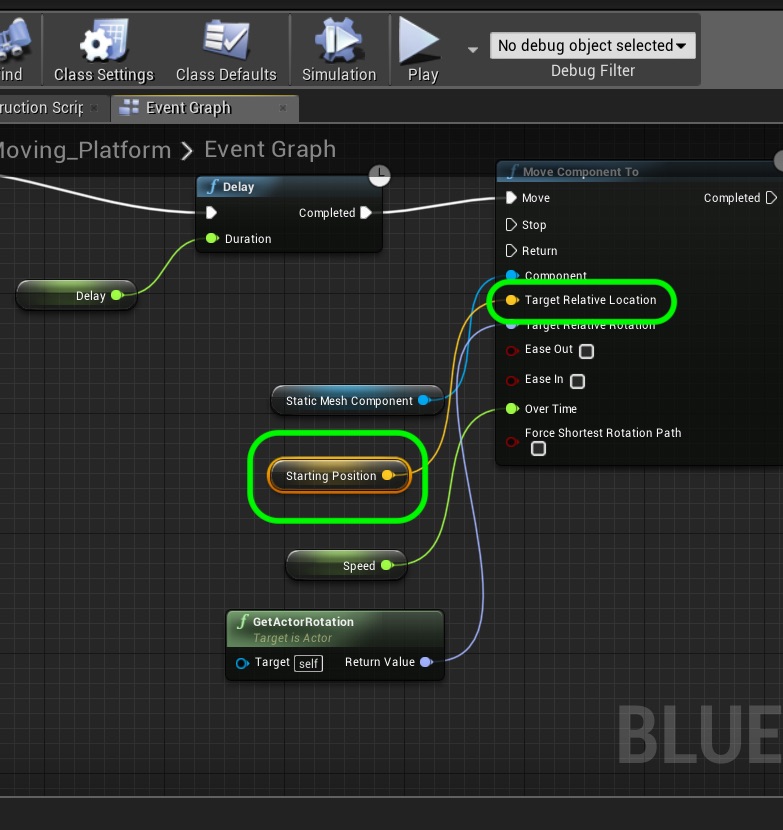 ind
Class Settings
Class Defaults
Simulation
Play
No debug object selected
Debug Filter
ruction Scrip
Event Graph
Moving_Platform > Event Graph
Delay
Completed
Duration
Delay
Move Component To
Move
Completed
Stop
Return
Component
Target Relative Location
Target Relative Rotation
Ease Out
Ease In
Over Time
Force Shortest Rotation Path
Static Mesh Component
Starting Position
Speed
GetActorRotation
Target is Actor
Target self
Return Value
BLUE